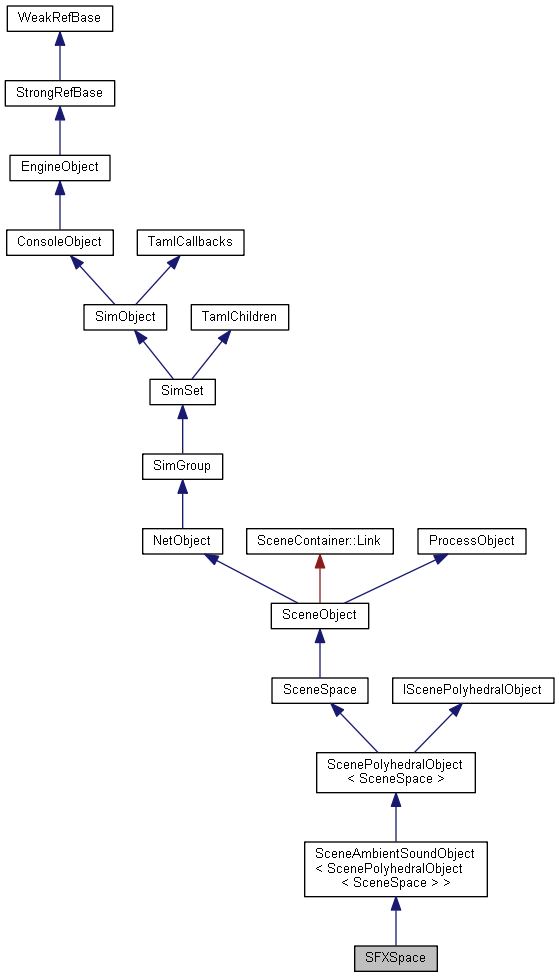 WeakRefBase
StrongRefBase
EngineObject
ConsoleObject
TamlCallbacks
SimObject
TamlChildren
SimSet
SimGroup
NetObject
SceneContainer::Link
ProcessObject
SceneObject
SceneSpace
IScenePolyhedralObject
ScenePolyhedralObject
< SceneSpace >
SceneAmbientSoundObject
< ScenePolyhedralObject
< SceneSpace > >
SFXSpace